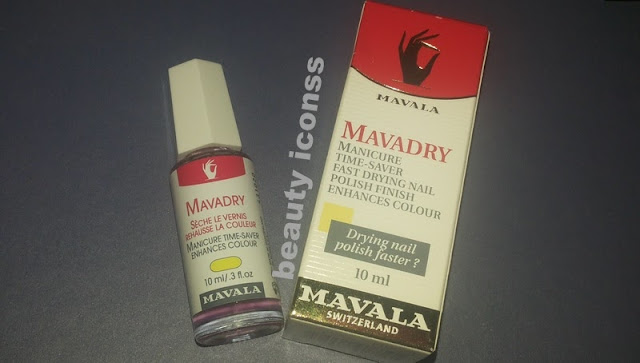 MAVADRY
SÈCHE LE VERNIS
REHAUSSE LA COULEUR
MANICURE TIME-SAVER
ENHANCES COLOUR
10 ml/.3 fl.oz
MAVALA
beauty iconss
MAVALA
MAVADRY
MANICURE
TIME-SAVER
FAST DRYING NAIL
POLISH FINISH
ENHANCES COLOUR
Drying nail
polish faster ?
10 ml
MAVALA
SWITZERLAND